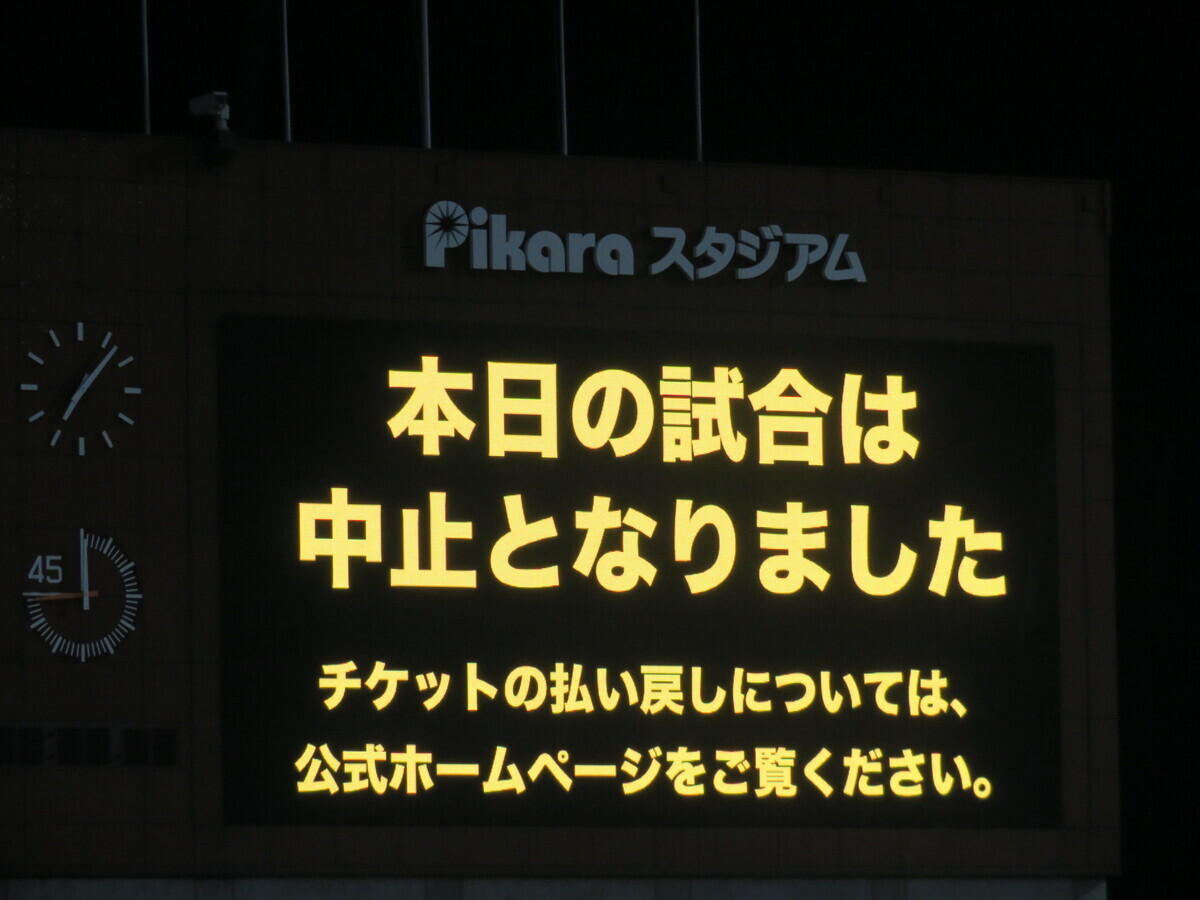 Pikara スタジアム
本日の試合は
中止となりました
45
チケットの払い戻しについては、
公式ホームページをご覧ください。